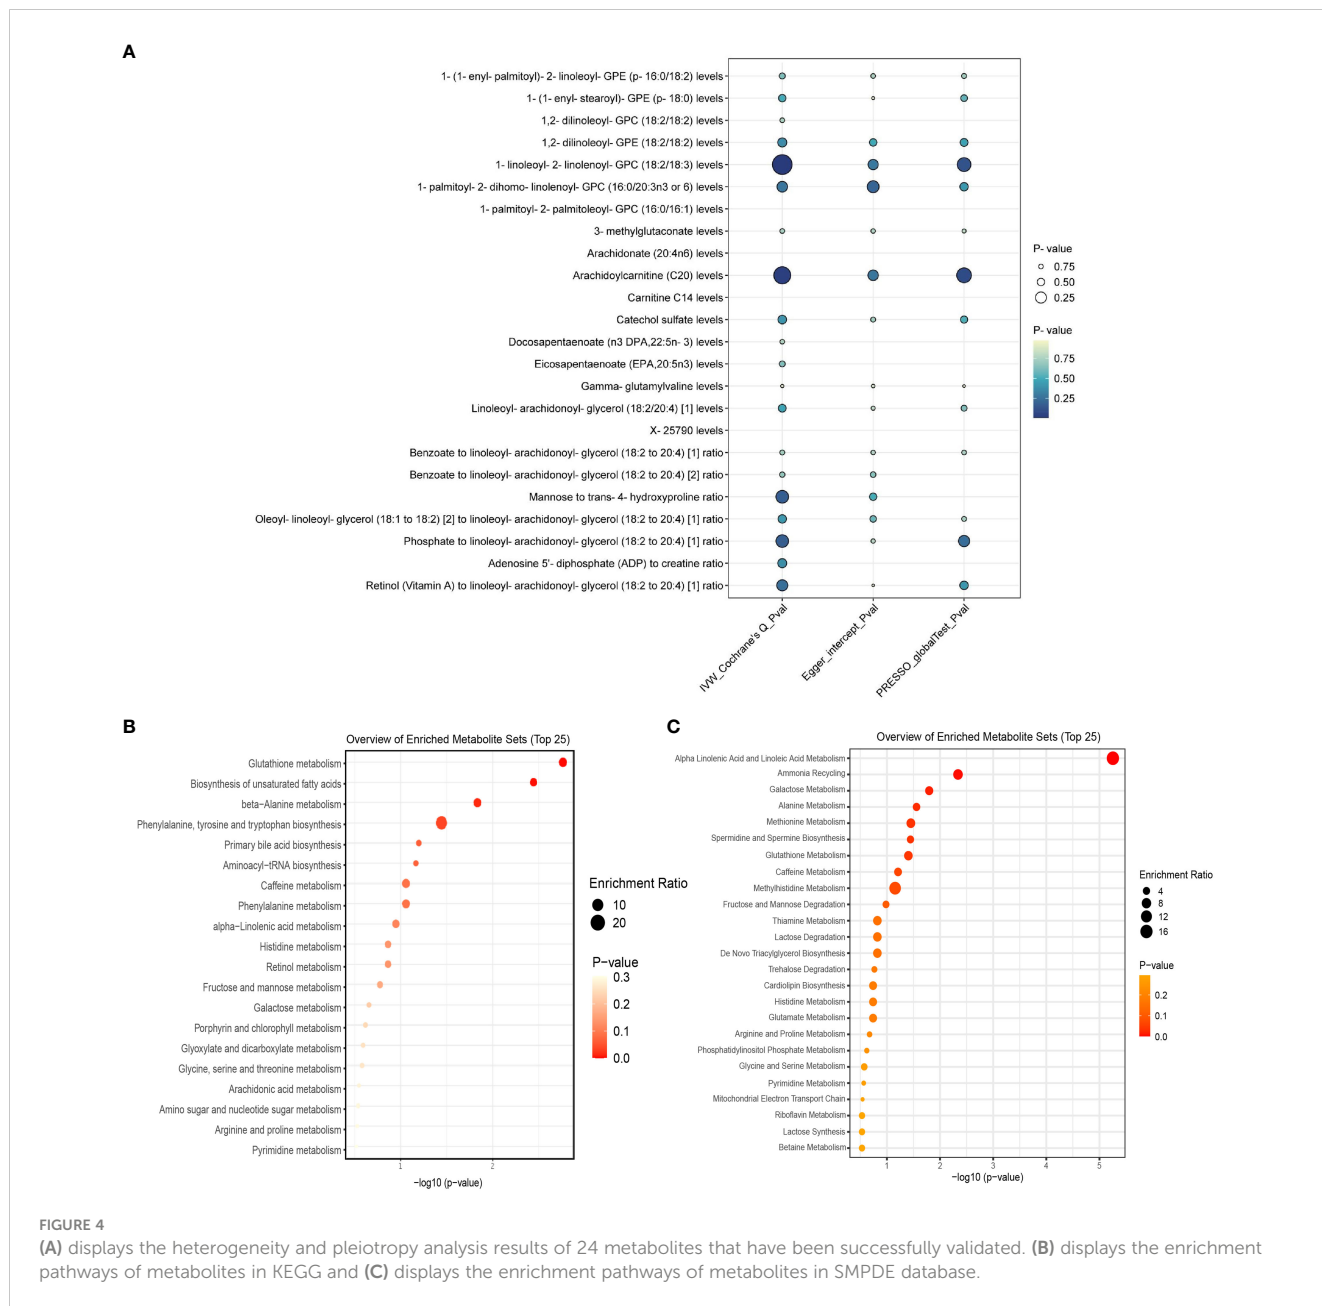 A
1- (1- enyl- palmitoyl)- 2- linoleoyl- GPE (p- 16:0/18:2) levels
1- (1- enyl- stearoyl)- GPE (p- 18:0) levels
1,2- dilinoleoyl- GPC (18:2/18:2) levels
1,2- dilinoleoyl- GPE (18:2/18:2) levels
1- linoleoyl- 2- linolenoyl- GPC (18:2/18:3) levels
1- palmitoyl- 2- dihomo- linolenoyl- GPC (16:0/20:3n3 or 6) levels
1- palmitoyl- 2- palmitoleoyl- GPC (16:0/16:1) levels
3- methylglutaconate levels
Arachidonate (20:4n6) levels
Arachidoylcarnitine (C20) levels
Carnitine C14 levels
Catechol sulfate levels
Docosapentaenoate (n3 DPA,22:5n- 3) levels
Eicosapentaenoate (EPA,20:5n3) levels
Gamma- glutamylvaline levels
Linoleoyl- arachidonoyl- glycerol (18:2/20:4) [1] levels
X- 25790 levels
Benzoate to linoleoyl- arachidonoyl- glycerol (18:2 to 20:4) [1] ratio
Benzoate to linoleoyl- arachidonoyl- glycerol (18:2 to 20:4) [2] ratio
Mannose to trans- 4- hydroxyproline ratio
Oleoyl- linoleoyl- glycerol (18:1 to 18:2) [2] to linoleoyl- arachidonoyl- glycerol (18:2 to 20:4) [1] ratio
Phosphate to linoleoyl- arachidonoyl- glycerol (18:2 to 20:4) [1] ratio
Adenosine 5'- diphosphate (ADP) to creatine ratio
Retinol (Vitamin A) to linoleoyl- arachidonoyl- glycerol (18:2 to 20:4) [1] ratio
IVW_Cochrane's Q_Pval
Egger_intercept_Pval
PRESSO_globalTest_Pval
P- value
0.75
0.50
0.25
P- value
0.75
0.50
0.25
B
Overview of Enriched Metabolite Sets (Top 25)
Glutathione metabolism
Biosynthesis of unsaturated fatty acids
beta−Alanine metabolism
Phenylalanine, tyrosine and tryptophan biosynthesis
Primary bile acid biosynthesis
Aminoacyl−tRNA biosynthesis
Caffeine metabolism
Phenylalanine metabolism
alpha−Linolenic acid metabolism
Histidine metabolism
Retinol metabolism
Fructose and mannose metabolism
Galactose metabolism
Porphyrin and chlorophyll metabolism
Glyoxylate and dicarboxylate metabolism
Glycine, serine and threonine metabolism
Arachidonic acid metabolism
Amino sugar and nucleotide sugar metabolism
Arginine and proline metabolism
Pyrimidine metabolism
1
2
−log10 (p−value)
Enrichment Ratio
10
20
P−value
0.3
0.2
0.1
0.0
C
Overview of Enriched Metabolite Sets (Top 25)
Alpha Linolenic Acid and Linoleic Acid Metabolism
Ammonia Recycling
Galactose Metabolism
Alanine Metabolism
Methionine Metabolism
Spermidine and Spermine Biosynthesis
Glutathione Metabolism
Caffeine Metabolism
Methylhistidine Metabolism
Fructose and Mannose Degradation
Thiamine Metabolism
Lactose Degradation
De Novo Triacylglycerol Biosynthesis
Trehalose Degradation
Cardiolipin Biosynthesis
Histidine Metabolism
Glutamate Metabolism
Arginine and Proline Metabolism
Phosphatidylinositol Phosphate Metabolism
Glycine and Serine Metabolism
Pyrimidine Metabolism
Mitochondrial Electron Transport Chain
Riboflavin Metabolism
Lactose Synthesis
Betaine Metabolism
1
2
3
4
5
−log10 (p−value)
Enrichment Ratio
4
8
12
16
P−value
0.2
0.1
0.0
FIGURE 4
(A) displays the heterogeneity and pleiotropy analysis results of 24 metabolites that have been successfully validated. (B) displays the enrichment
pathways of metabolites in KEGG and (C) displays the enrichment pathways of metabolites in SMPDE database.